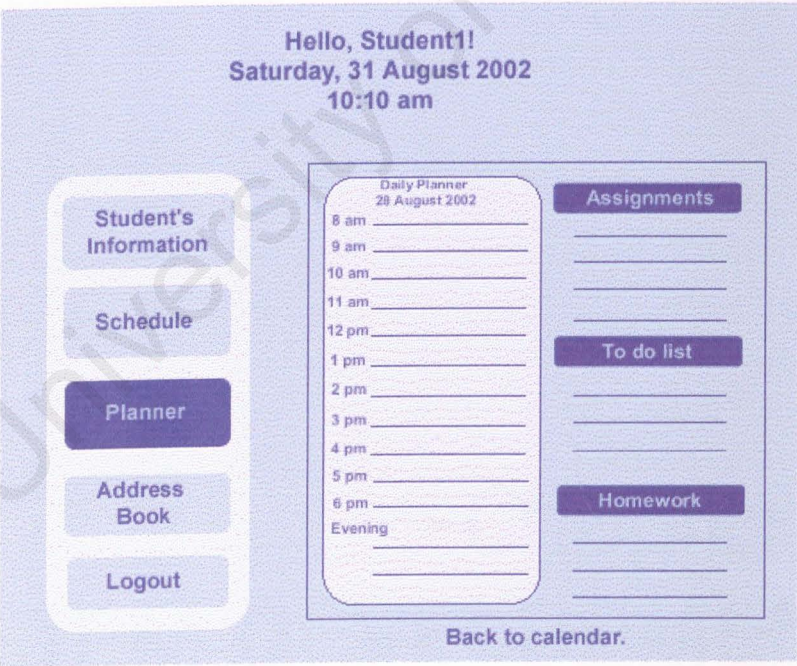 Hello, Student1!
Saturday, 31 August 2002
10:10 am
Student's
Information
Schedule
Planner
Address
Book
Logout
Daily Planner
28 August 2002
8 am
9 am
10 am
11 am
12 pm
1 pm
2 pm
3 pm
4 pm
5 pm
6 pm
Evening
Assignments
To do list
Homework
Back to calendar.
University